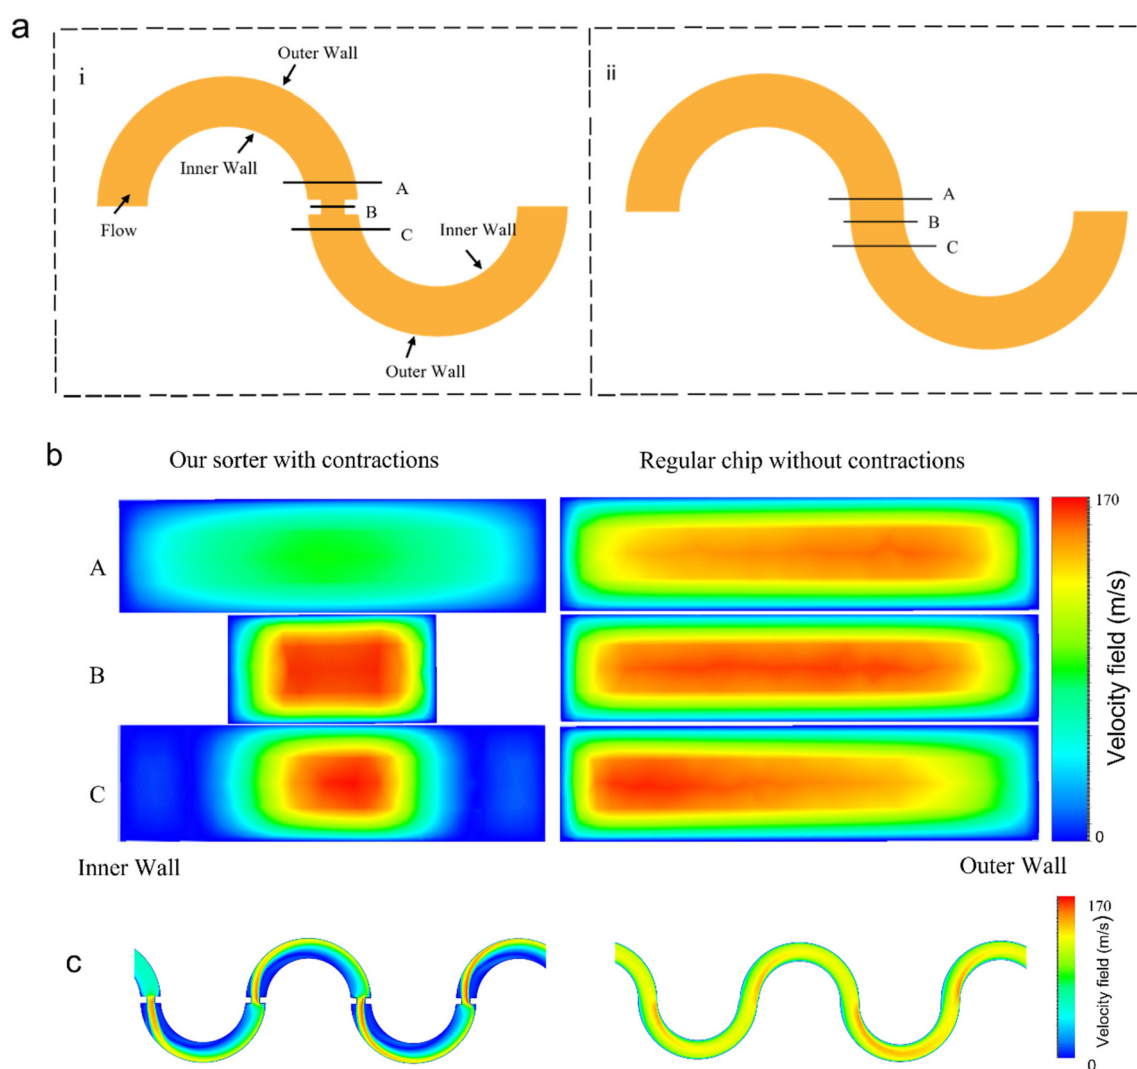 a
i
Outer Wall
Inner Wall
Flow
A
B
C
Inner Wall
Outer Wall
ii
A
B
C
b
Our sorter with contractions
Regular chip without contractions
A
B
C
170
Velocity field (m/s)
0
Inner Wall
Outer Wall
c
170
Velocity field (m/s)
0